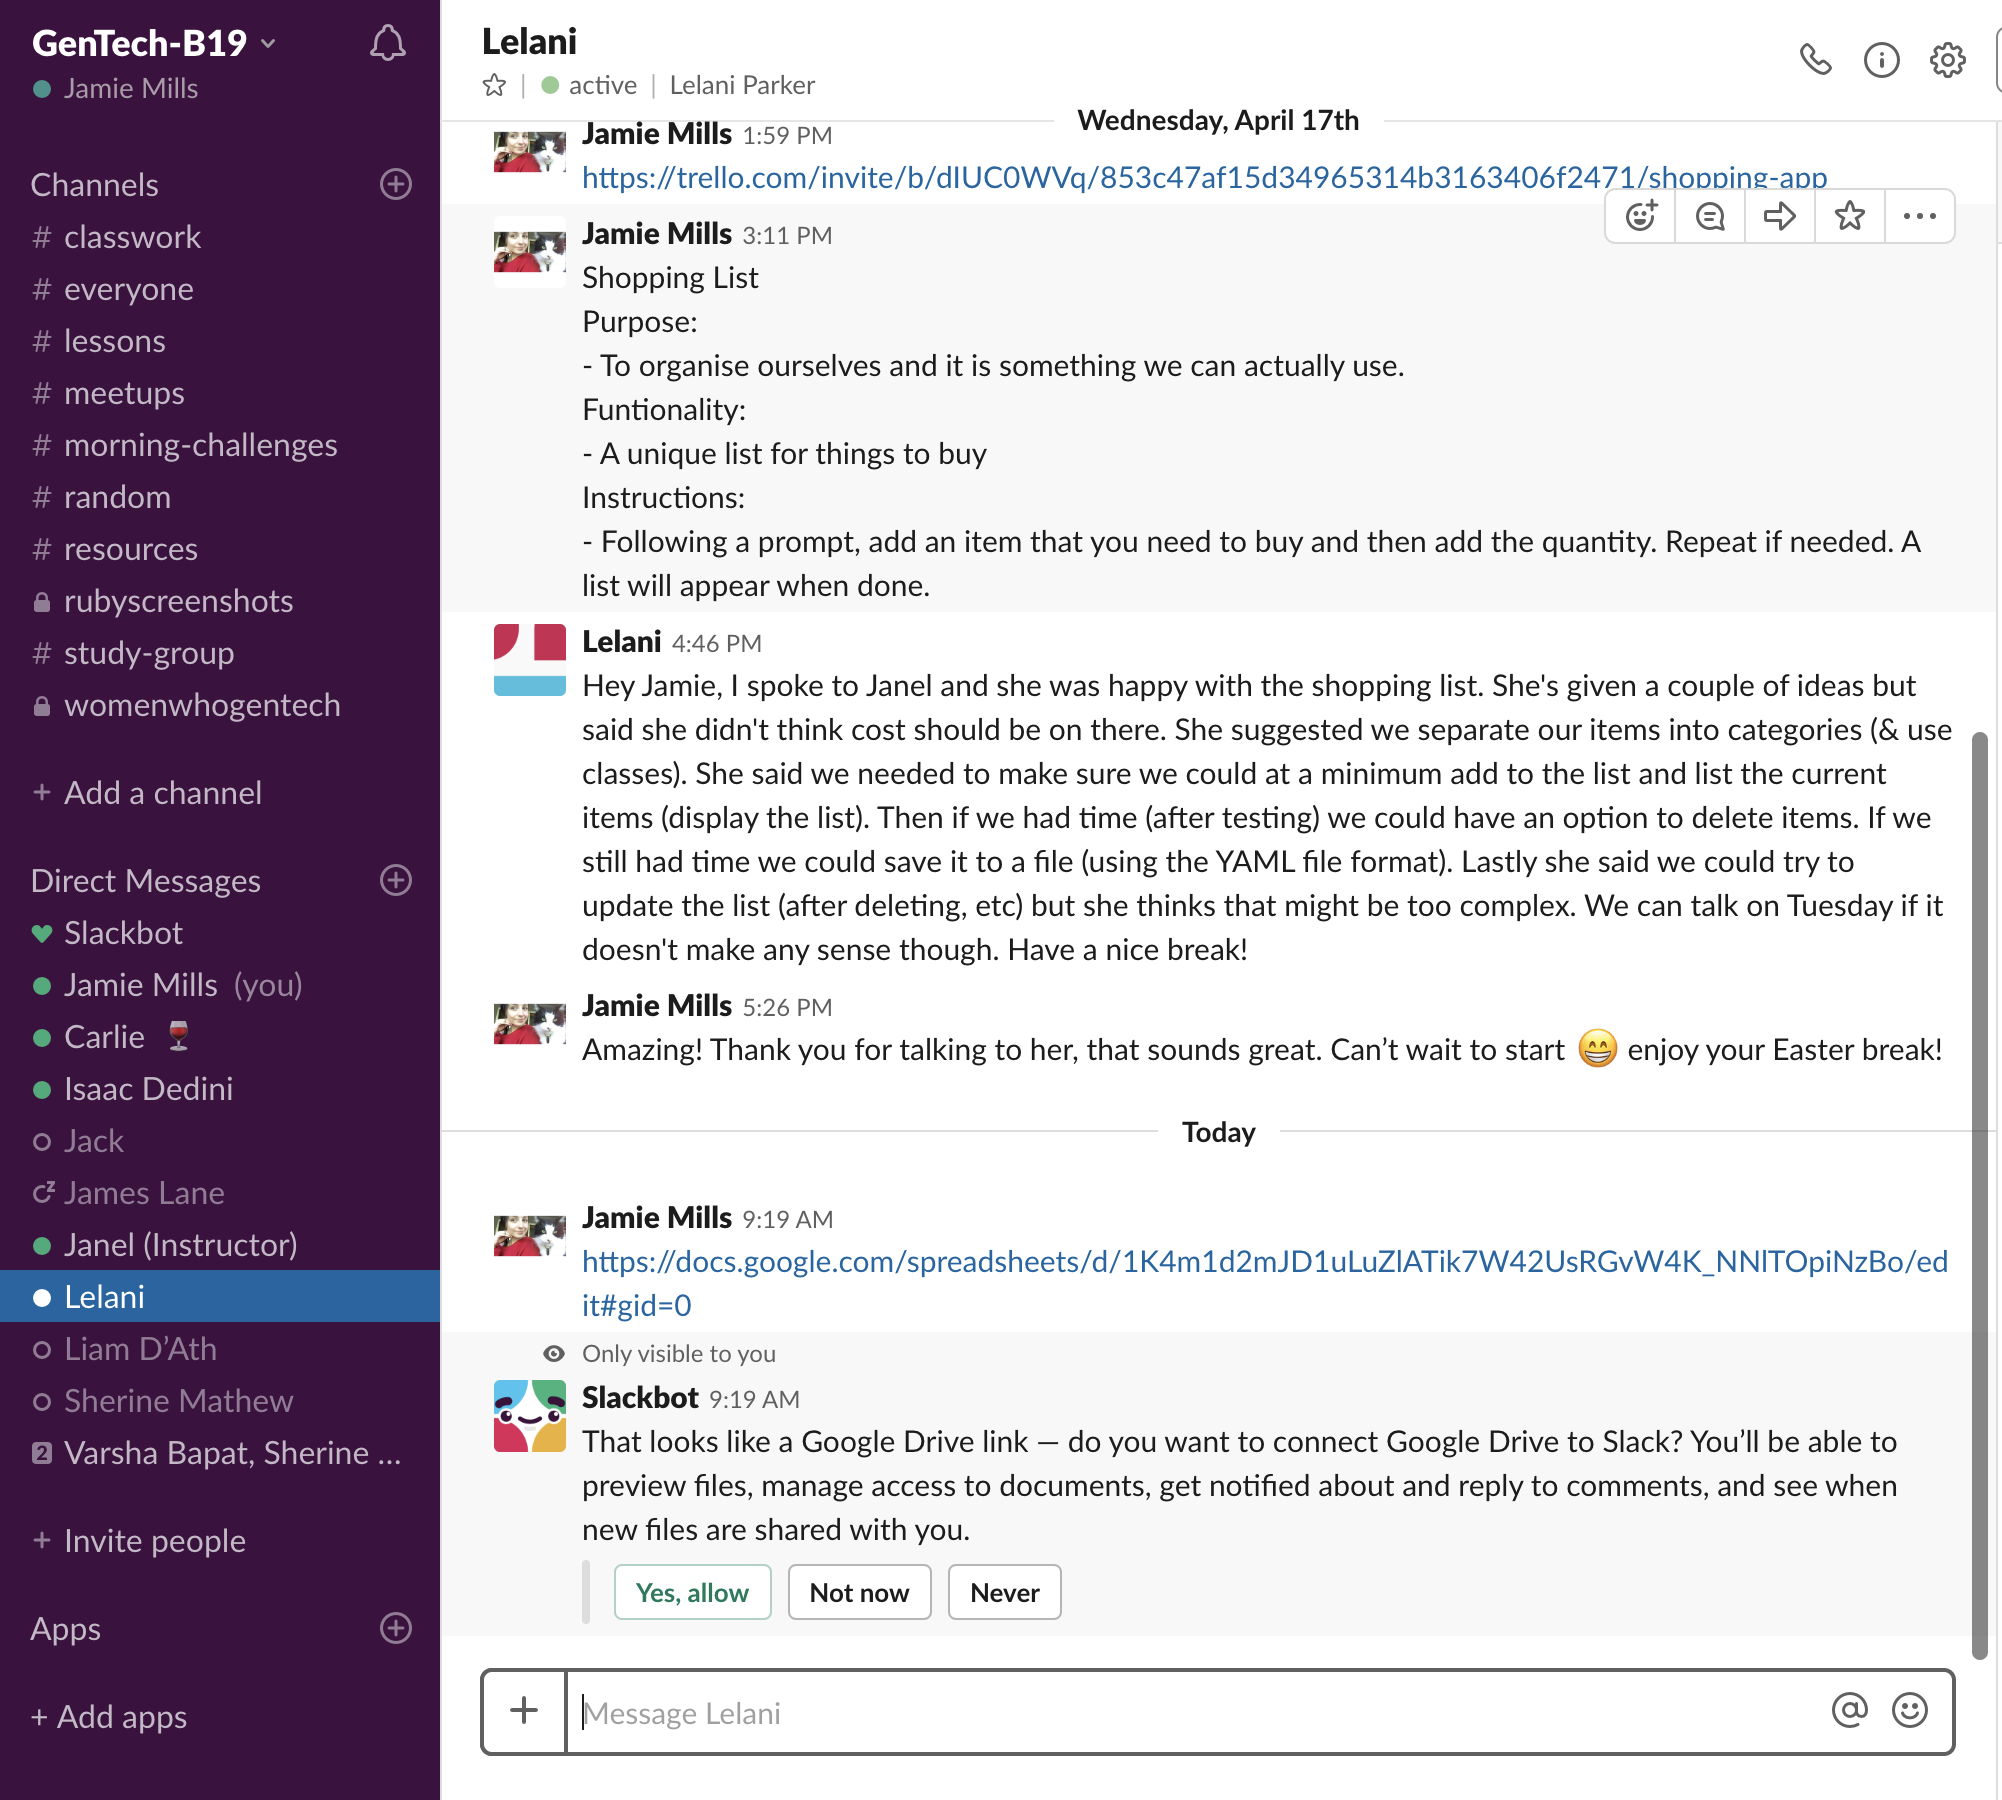 GenTech-B19
Jamie Mills
Channels
# classwork
# everyone
# lessons
# meetups
# morning-challenges
# random
# resources
rubyscreenshots
# study-group
womenwhogentech
+ Add a channel
Direct Messages
Slackbot
Jamie Mills (you)
Carlie 🍷
Isaac Dedini
Jack
James Lane
Janel (Instructor)
Lelani
Liam D’Ath
Sherine Mathew
2 Varsha Bapat, Sherine ...
+ Invite people
Apps
+ Add apps
Lelani
active | Lelani Parker
Wednesday, April 17th
Jamie Mills 1:59 PM
https://trello.com/invite/b/dIUC0WVq/853c47af15d34965314b3163406f2471/shopping-app
Jamie Mills 3:11 PM
Shopping List
Purpose:
- To organise ourselves and it is something we can actually use.
Funtionality:
- A unique list for things to buy
Instructions:
- Following a prompt, add an item that you need to buy and then add the quantity. Repeat if needed. A
list will appear when done.
Lelani 4:46 PM
Hey Jamie, I spoke to Janel and she was happy with the shopping list. She's given a couple of ideas but
said she didn't think cost should be on there. She suggested we separate our items into categories (& use
classes). She said we needed to make sure we could at a minimum add to the list and list the current
items (display the list). Then if we had time (after testing) we could have an option to delete items. If we
still had time we could save it to a file (using the YAML file format). Lastly she said we could try to
update the list (after deleting, etc) but she thinks that might be too complex. We can talk on Tuesday if it
doesn't make any sense though. Have a nice break!
Jamie Mills 5:26 PM
Amazing! Thank you for talking to her, that sounds great. Can’t wait to start 😁 enjoy your Easter break!
Today
Jamie Mills 9:19 AM
https://docs.google.com/spreadsheets/d/1K4m1d2mJD1uLuZlATik7W42UsRGvW4K_NNlTOpiNzBo/ed
it#gid=0
Only visible to you
Slackbot 9:19 AM
That looks like a Google Drive link — do you want to connect Google Drive to Slack? You’ll be able to
preview files, manage access to documents, get notified about and reply to comments, and see when
new files are shared with you.
Yes, allow Not now Never
Message Lelani